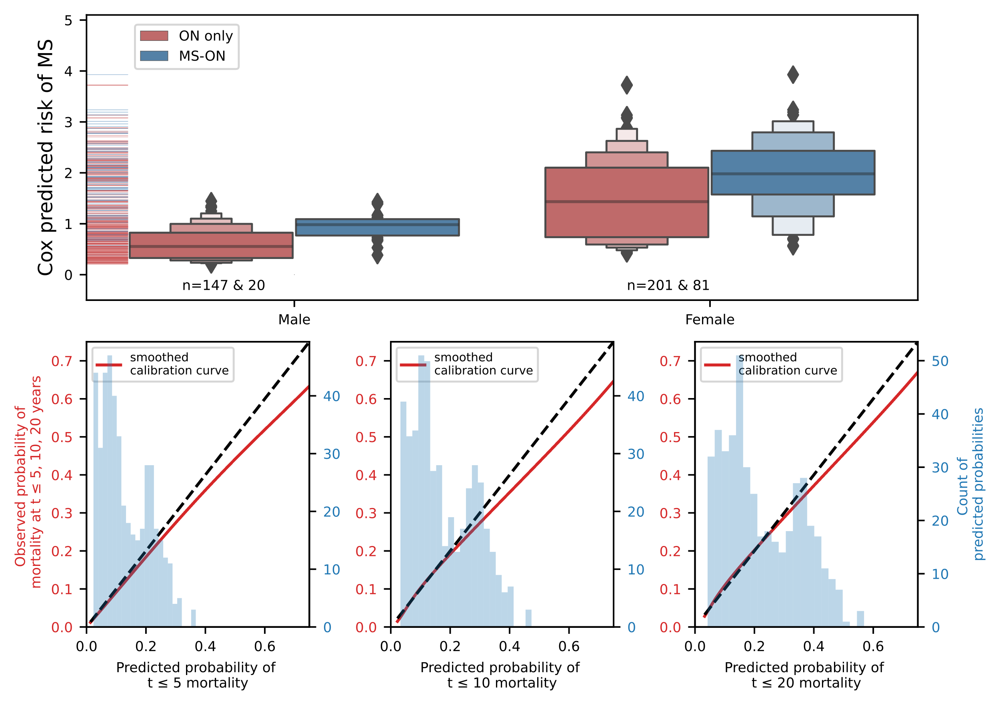 Cox predicted risk of MS
5
4
3
2
1
0
ON only
MS-ON
n=147 & 20
n=201 & 81
Male
Female
Observed probability of
mortality at t ≤ 5, 10, 20 years
0.7
0.6
0.5
0.4
0.3
0.2
0.1
0.0
smoothed
calibration curve
40
30
20
10
0
0.0
0.2
0.4
0.6
Predicted probability of
t ≤ 5 mortality
0.7
0.6
0.5
0.4
0.3
0.2
0.1
0.0
smoothed
calibration curve
40
30
20
10
0
0.0
0.2
0.4
0.6
Predicted probability of
t ≤ 10 mortality
0.7
0.6
0.5
0.4
0.3
0.2
0.1
0.0
smoothed
calibration curve
50
40
30
20
10
0
0.0
0.2
0.4
0.6
Predicted probability of
t ≤ 20 mortality
Count of
predicted probabilities